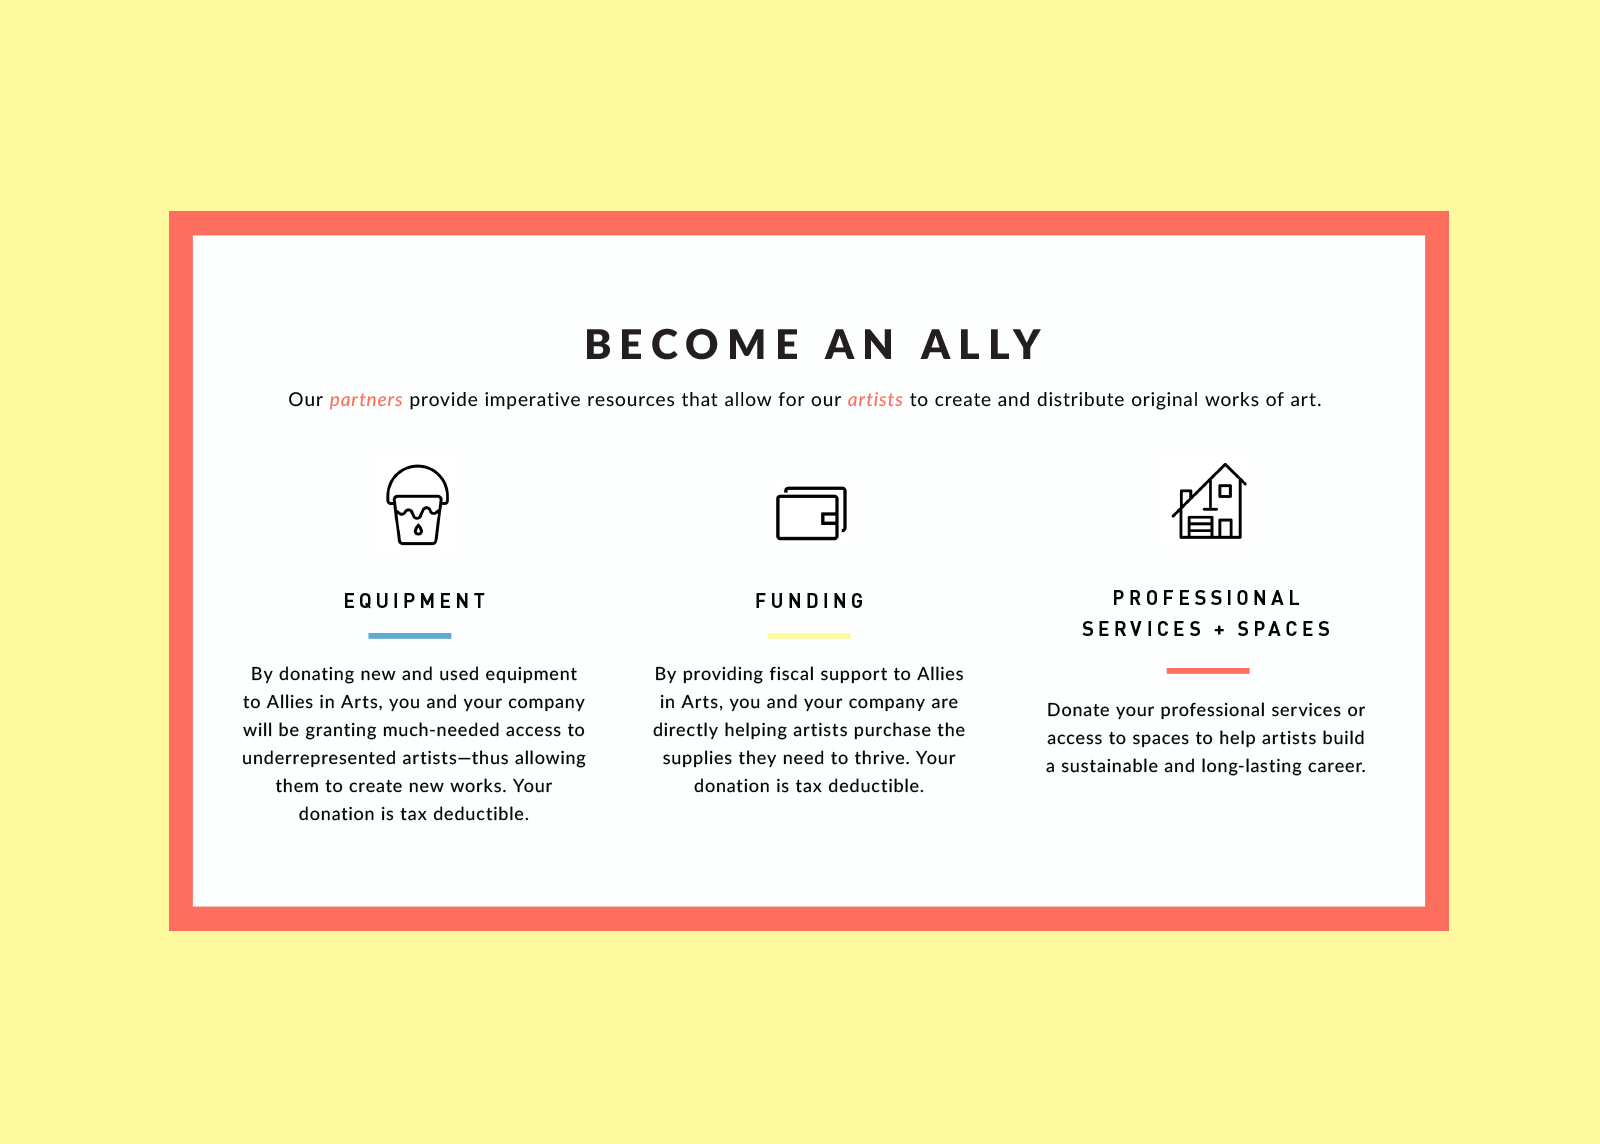 BECOME AN ALLY
Our partners provide imperative resources that allow for our artists to create and distribute original works of art.
EQUIPMENT
By donating new and used equipment
to Allies in Arts, you and your company
will be granting much-needed access to
underrepresented artists—thus allowing
them to create new works. Your
donation is tax deductible.
FUNDING
By providing fiscal support to Allies
in Arts, you and your company are
directly helping artists purchase the
supplies they need to thrive. Your
donation is tax deductible.
PROFESSIONAL
SERVICES + SPACES
Donate your professional services or
access to spaces to help artists build
a sustainable and long-lasting career.